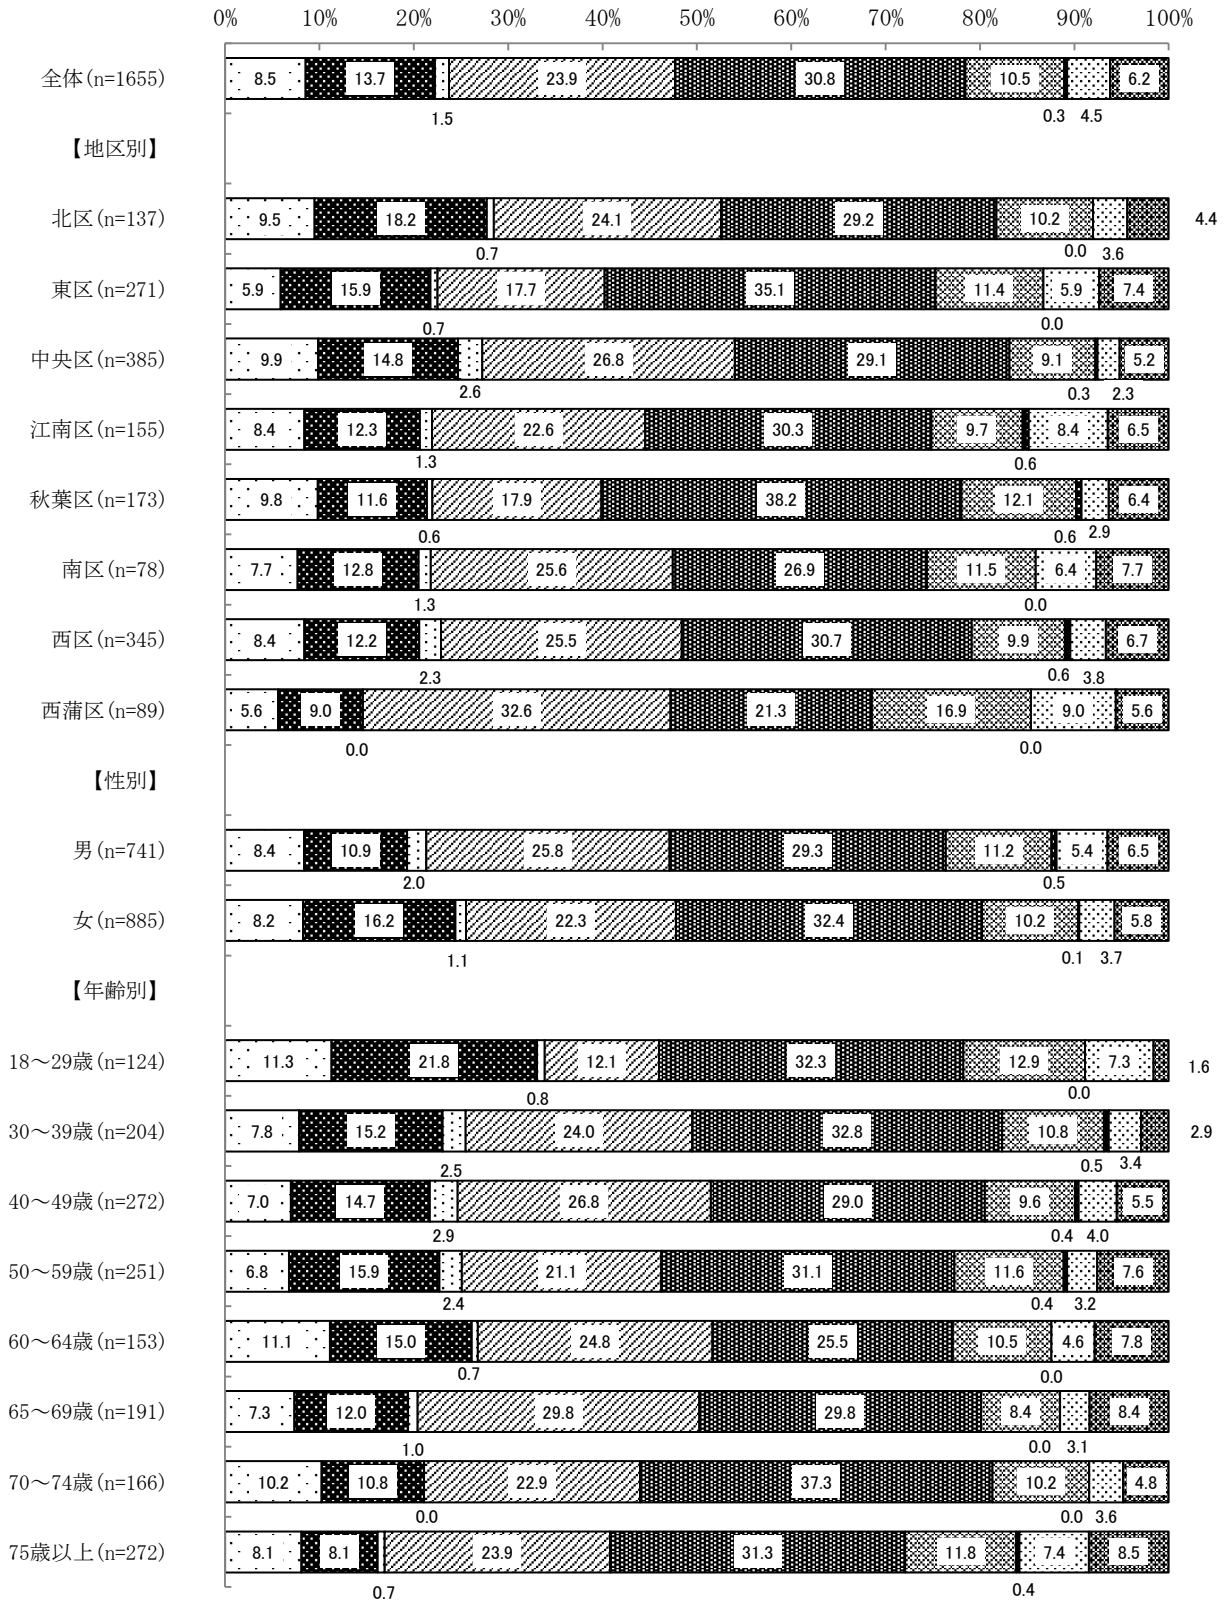 0% 10% 20% 30% 40% 50% 60% 70% 80% 90% 100%
全体(n=1655) 8.5 13.7 23.9 30.8 10.5 6.2
1.5 0.3 4.5
【地区別】
北区(n=137) 9.5 18.2 24.1 29.2 10.2 4.4
0.7 0.0 3.6
東区(n=271) 5.9 15.9 17.7 35.1 11.4 5.9 7.4
0.7 0.0
中央区(n=385) 9.9 14.8 26.8 29.1 9.1 5.2
2.6 0.3 2.3
江南区(n=155) 8.4 12.3 22.6 30.3 9.7 8.4 6.5
1.3 0.6
秋葉区(n=173) 9.8 11.6 17.9 38.2 12.1 6.4
0.6 0.6 2.9
南区(n=78) 7.7 12.8 25.6 26.9 11.5 6.4 7.7
1.3 0.0
西区(n=345) 8.4 12.2 25.5 30.7 9.9 6.7
2.3 0.6 3.8
西蒲区(n=89) 5.6 9.0 32.6 21.3 16.9 9.0 5.6
0.0 0.0
【性別】
男(n=741) 8.4 10.9 25.8 29.3 11.2 5.4 6.5
2.0 0.5
女(n=885) 8.2 16.2 22.3 32.4 10.2 5.8
1.1 0.1 3.7
【年齢別】
18～29歳(n=124) 11.3 21.8 12.1 32.3 12.9 7.3 1.6
0.8 0.0
30～39歳(n=204) 7.8 15.2 24.0 32.8 10.8 2.9
2.5 0.5 3.4
40～49歳(n=272) 7.0 14.7 26.8 29.0 9.6 5.5
2.9 0.4 4.0
50～59歳(n=251) 6.8 15.9 21.1 31.1 11.6 7.6
2.4 0.4 3.2
60～64歳(n=153) 11.1 15.0 24.8 25.5 10.5 4.6 7.8
0.7 0.0
65～69歳(n=191) 7.3 12.0 29.8 29.8 8.4 8.4
1.0 0.0 3.1
70～74歳(n=166) 10.2 10.8 22.9 37.3 10.2 4.8
0.0 0.0 3.6
75歳以上(n=272) 8.1 8.1 23.9 31.3 11.8 7.4 8.5
0.7 0.4